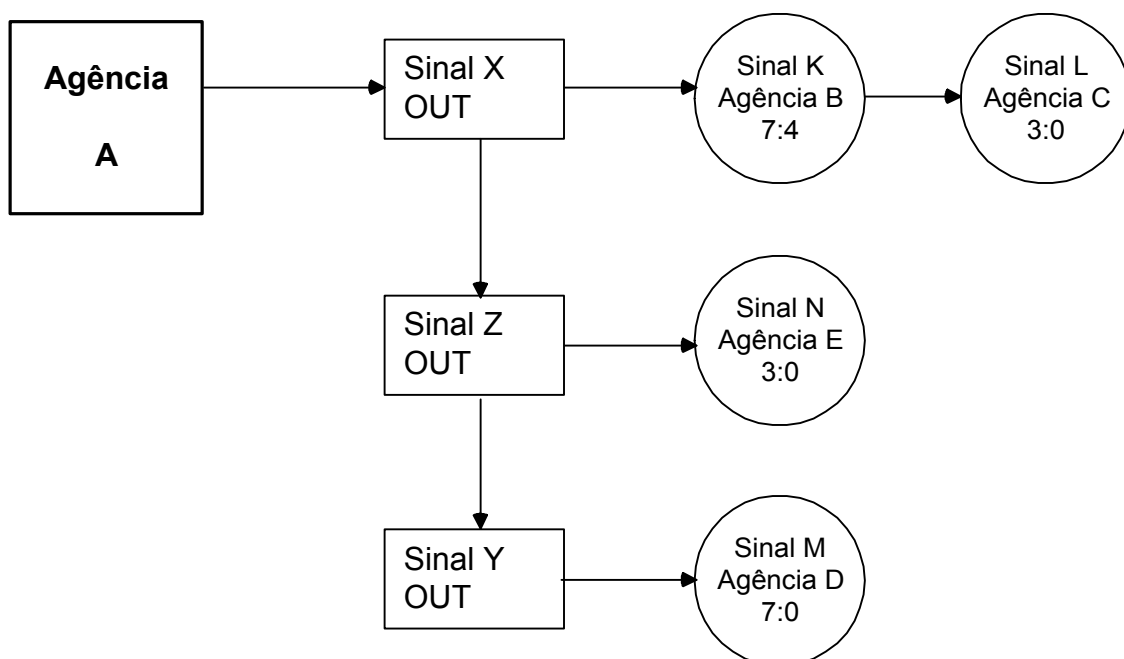 Agência
A
Sinal X
OUT
Sinal K
Agência B
7:4
Sinal L
Agência C
3:0
Sinal Z
OUT
Sinal N
Agência E
3:0
Sinal Y
OUT
Sinal M
Agência D
7:0